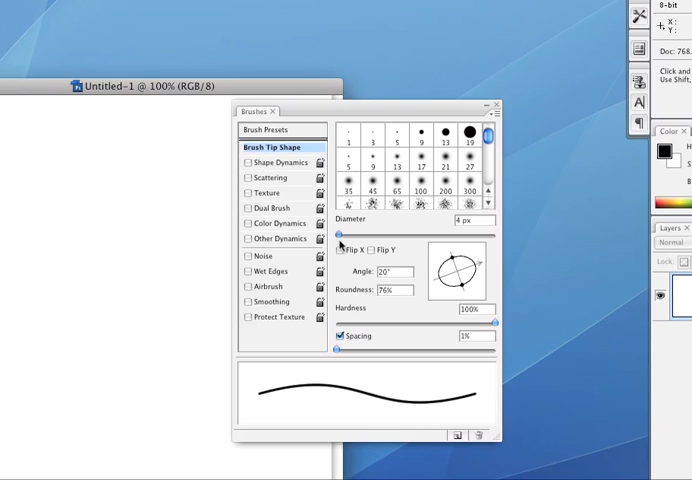 8-bit
X :
Y :
Doc: 768.
Click and
Use Shift,
Untitled-1 @ 100% (RGB/8)
Brushes ×
Brush Presets
Brush Tip Shape
Shape Dynamics
Scattering
Texture
Dual Brush
Color Dynamics
Other Dynamics
Noise
Wet Edges
Airbrush
Smoothing
Protect Texture
1 3 5 9 13 19
5 9 13 17 21 27
35 45 65 100 200 300
Diameter 4 px
Flip X Flip Y
Angle: 20°
Roundness: 76%
Hardness 100%
Spacing 1%
A
Color ×
H
S
B
Layers ×
Normal
Lock: